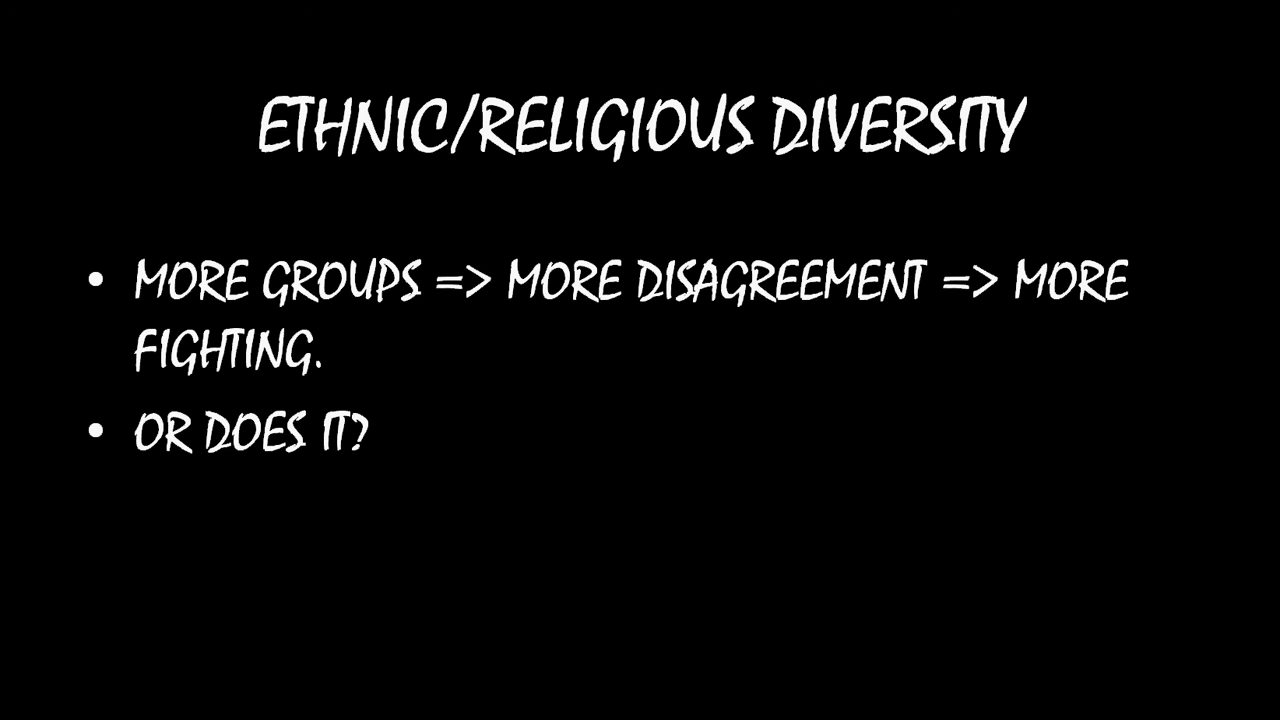 ETHNIC/RELIGIOUS DIVERSITY
• MORE GROUPS => MORE DISAGREEMENT => MORE
FIGHTING.
• OR DOES IT?